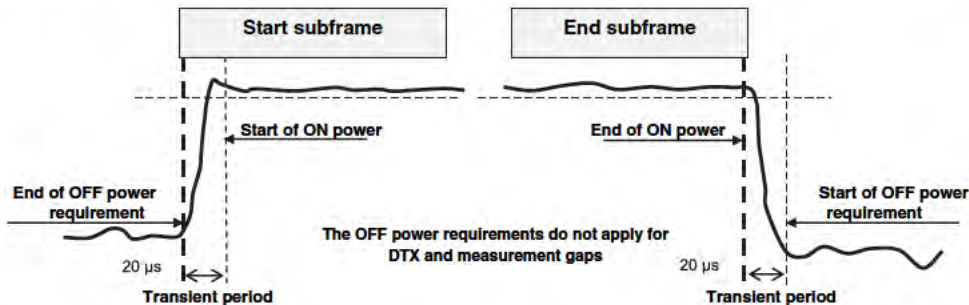 Start subframe
End subframe
Start of ON power
End of ON power
End of OFF power
requirement
Start of OFF power
requirement
The OFF power requirements do not apply for
DTX and measurement gaps
20 µs
20 µs
Transient period
Transient period